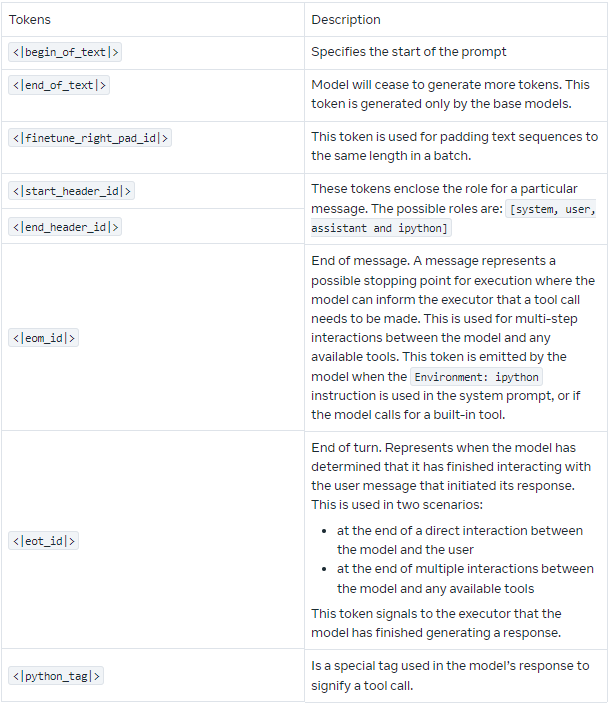 Tokens
Description
<|begin_of_text|>
Specifies the start of the prompt
<|end_of_text|>
Model will cease to generate more tokens. This
token is generated only by the base models.
<|finetune_right_pad_id|>
This token is used for padding text sequences to
the same length in a batch.
<|start_header_id|>
<|end_header_id|>
These tokens enclose the role for a particular
message. The possible roles are: [system, user,
assistant and ipython]
<|eom_id|>
End of message. A message represents a
possible stopping point for execution where the
model can inform the executor that a tool call
needs to be made. This is used for multi-step
interactions between the model and any
available tools. This token is emitted by the
model when the Environment: ipython
instruction is used in the system prompt, or if
the model calls for a built-in tool.
<|eot_id|>
End of turn. Represents when the model has
determined that it has finished interacting with
the user message that initiated its response.
This is used in two scenarios:
• at the end of a direct interaction between
the model and the user
• at the end of multiple interactions between
the model and any available tools
This token signals to the executor that the
model has finished generating a response.
<|python_tag|>
Is a special tag used in the model's response to
signify a tool call.